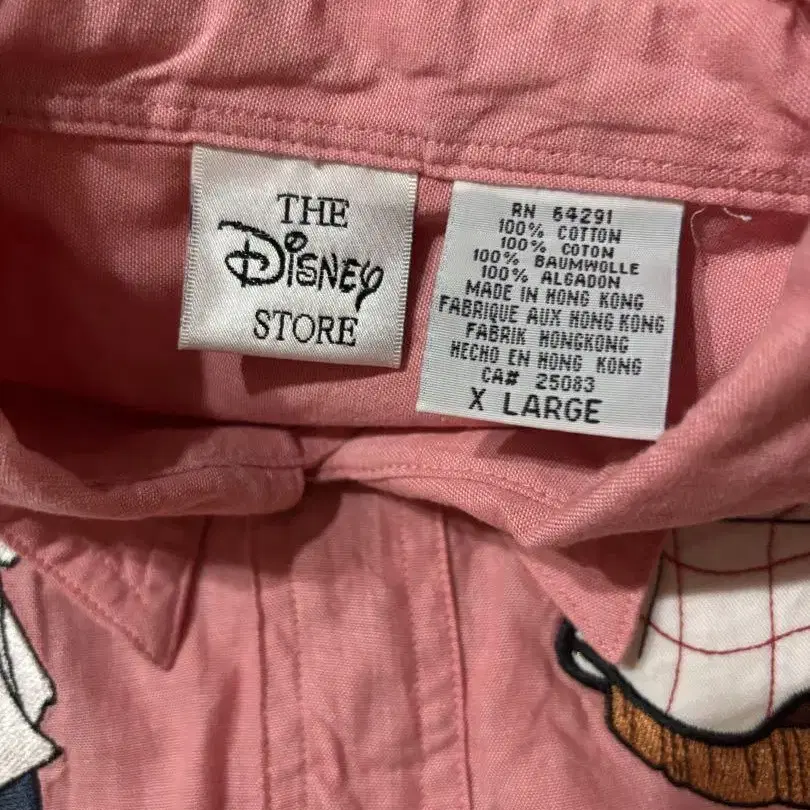 THE
Disney
STORE
RN 64291
100% COTTON
100% COTON
100% BAUMWOLLE
100% ALGADON
MADE IN HONG KONG
FABRIQUE AUX HONG KONG
FABRIK HONGKONG
HECHO EN HONG KONG
CA# 25083
X LARGE